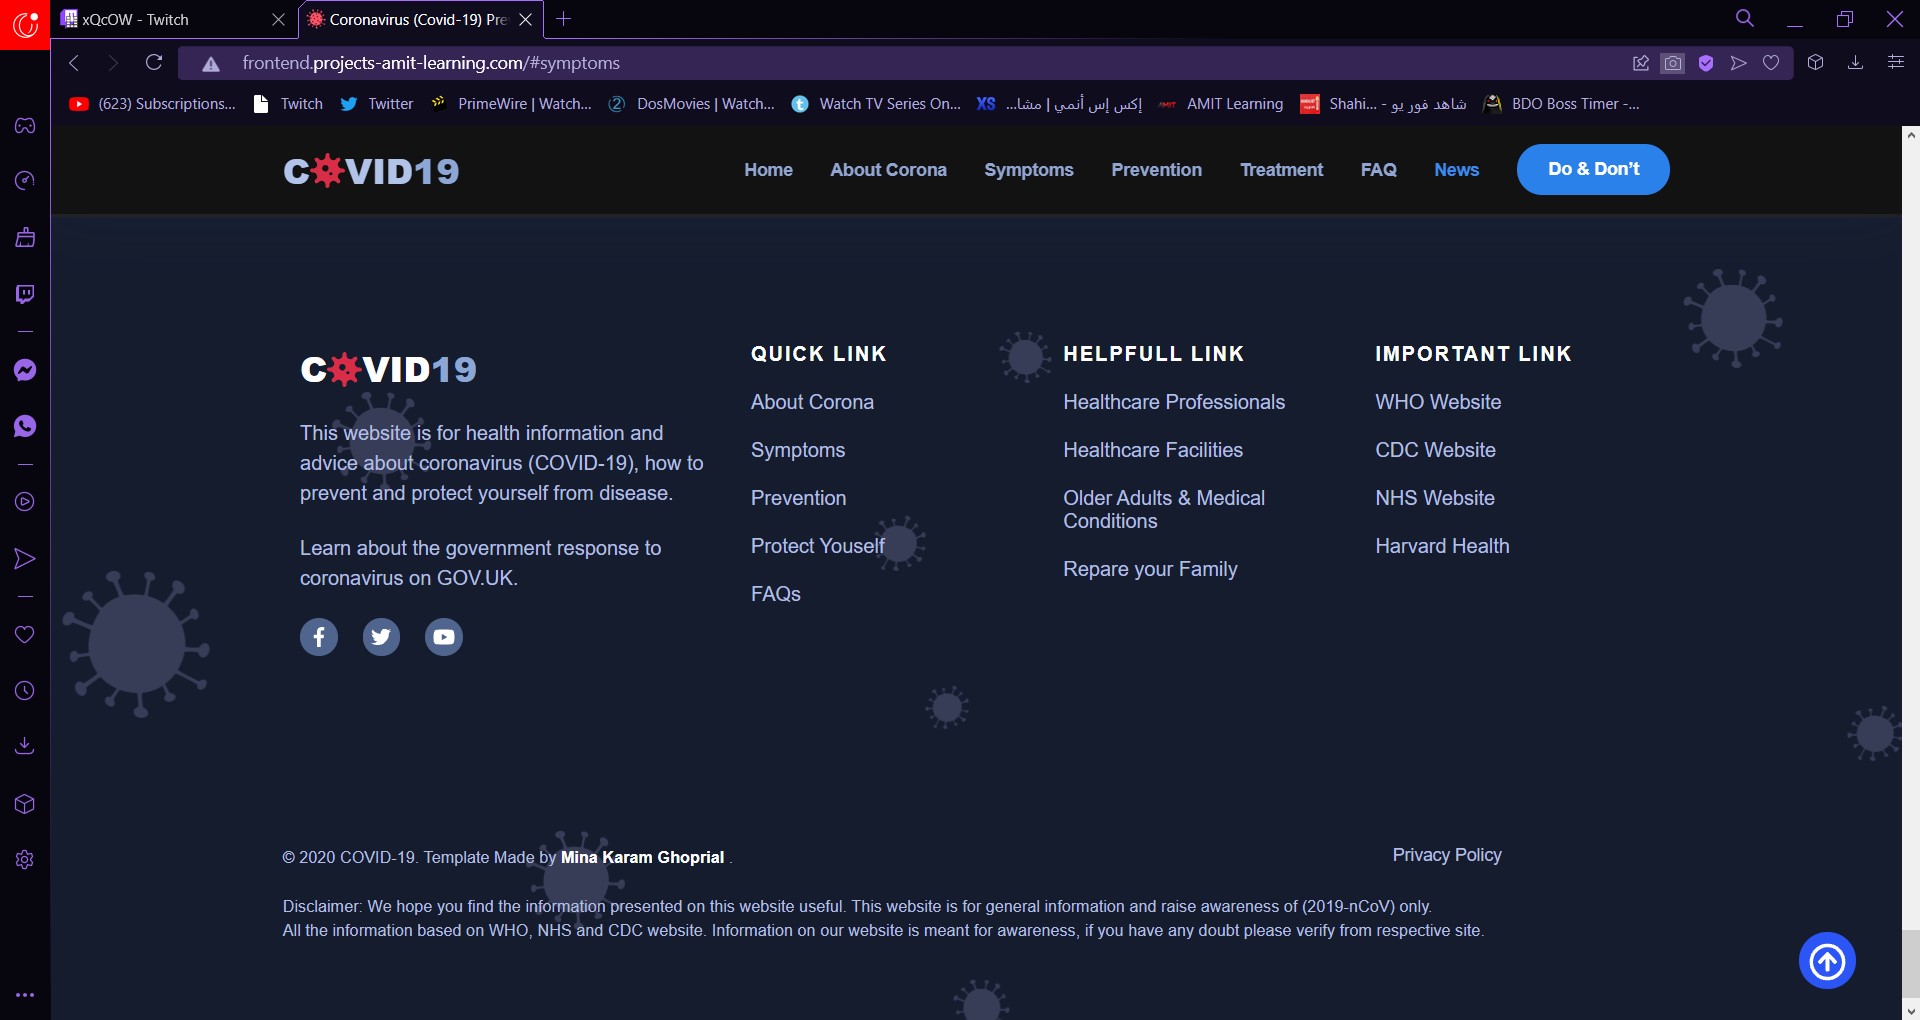 xQcOW - Twitch
Coronavirus (Covid-19) Pre
frontend.projects-amit-learning.com/#symptoms
(623) Subscriptions...
Twitch
Twitter
PrimeWire | Watch...
DosMovies | Watch...
Watch TV Series On...
XS إكس إس أنمي | مشا...
AMIT Learning
Shahi... - شاهد فور يو
BDO Boss Timer -...
COVID19
Home
About Corona
Symptoms
Prevention
Treatment
FAQ
News
Do & Don't
COVID19
This website is for health information and
advice about coronavirus (COVID-19), how to
prevent and protect yourself from disease.
Learn about the government response to
coronavirus on GOV.UK.
QUICK LINK
About Corona
Symptoms
Prevention
Protect Youself
FAQs
HELPFULL LINK
Healthcare Professionals
Healthcare Facilities
Older Adults & Medical
Conditions
Repare your Family
IMPORTANT LINK
WHO Website
CDC Website
NHS Website
Harvard Health
© 2020 COVID-19. Template Made by Mina Karam Ghoprial .
Privacy Policy
Disclaimer: We hope you find the information presented on this website useful. This website is for general information and raise awareness of (2019-nCoV) only.
All the information based on WHO, NHS and CDC website. Information on our website is meant for awareness, if you have any doubt please verify from respective site.